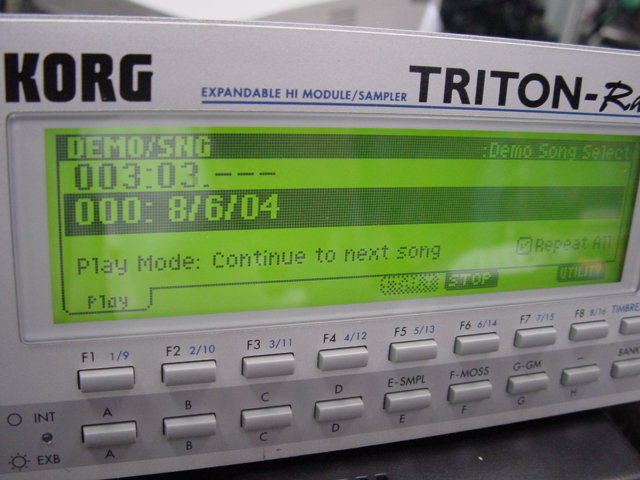 KORG
EXPANDABLE HI MODULE/SAMPLER
TRITON-Ra
DEMO/SNG :Demo Song Select
003:03.---
000: 8/6/04
Play Mode: Continue to next song Repeat All
STOP UTILITY
Play
F1 1/9 F2 2/10 F3 3/11 F4 4/12 F5 5/13 F6 6/14 F7 7/15 F8 8/16 TIMBRE
A B C D E-SMPL F-MOSS G-GM – BANK
INT A B C D E F G H
EXB